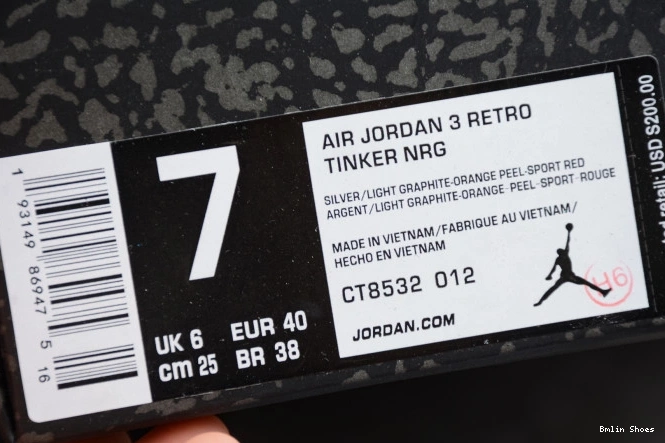 1 93149 86947 5 16
7
UK 6 EUR 40
cm 25 BR 38
AIR JORDAN 3 RETRO
TINKER NRG
SILVER/LIGHT GRAPHITE-ORANGE PEEL-SPORT RED
ARGENT/LIGHT GRAPHITE-ORANGE-PEEL-SPORT-ROUGE
MADE IN VIETNAM/FABRIQUE AU VIETNAM/
HECHO EN VIETNAM
CT8532 012
JORDAN.COM
USD $200.00
Bmlin Shoes